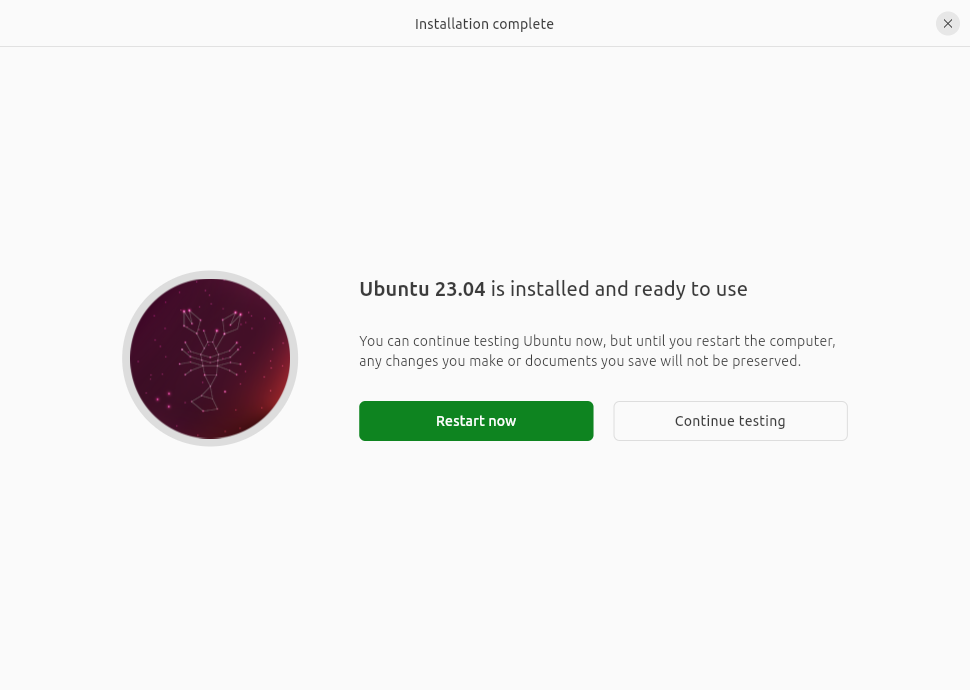 Installation complete
Ubuntu 23.04 is installed and ready to use
You can continue testing Ubuntu now, but until you restart the computer,
any changes you make or documents you save will not be preserved.
Restart now
Continue testing